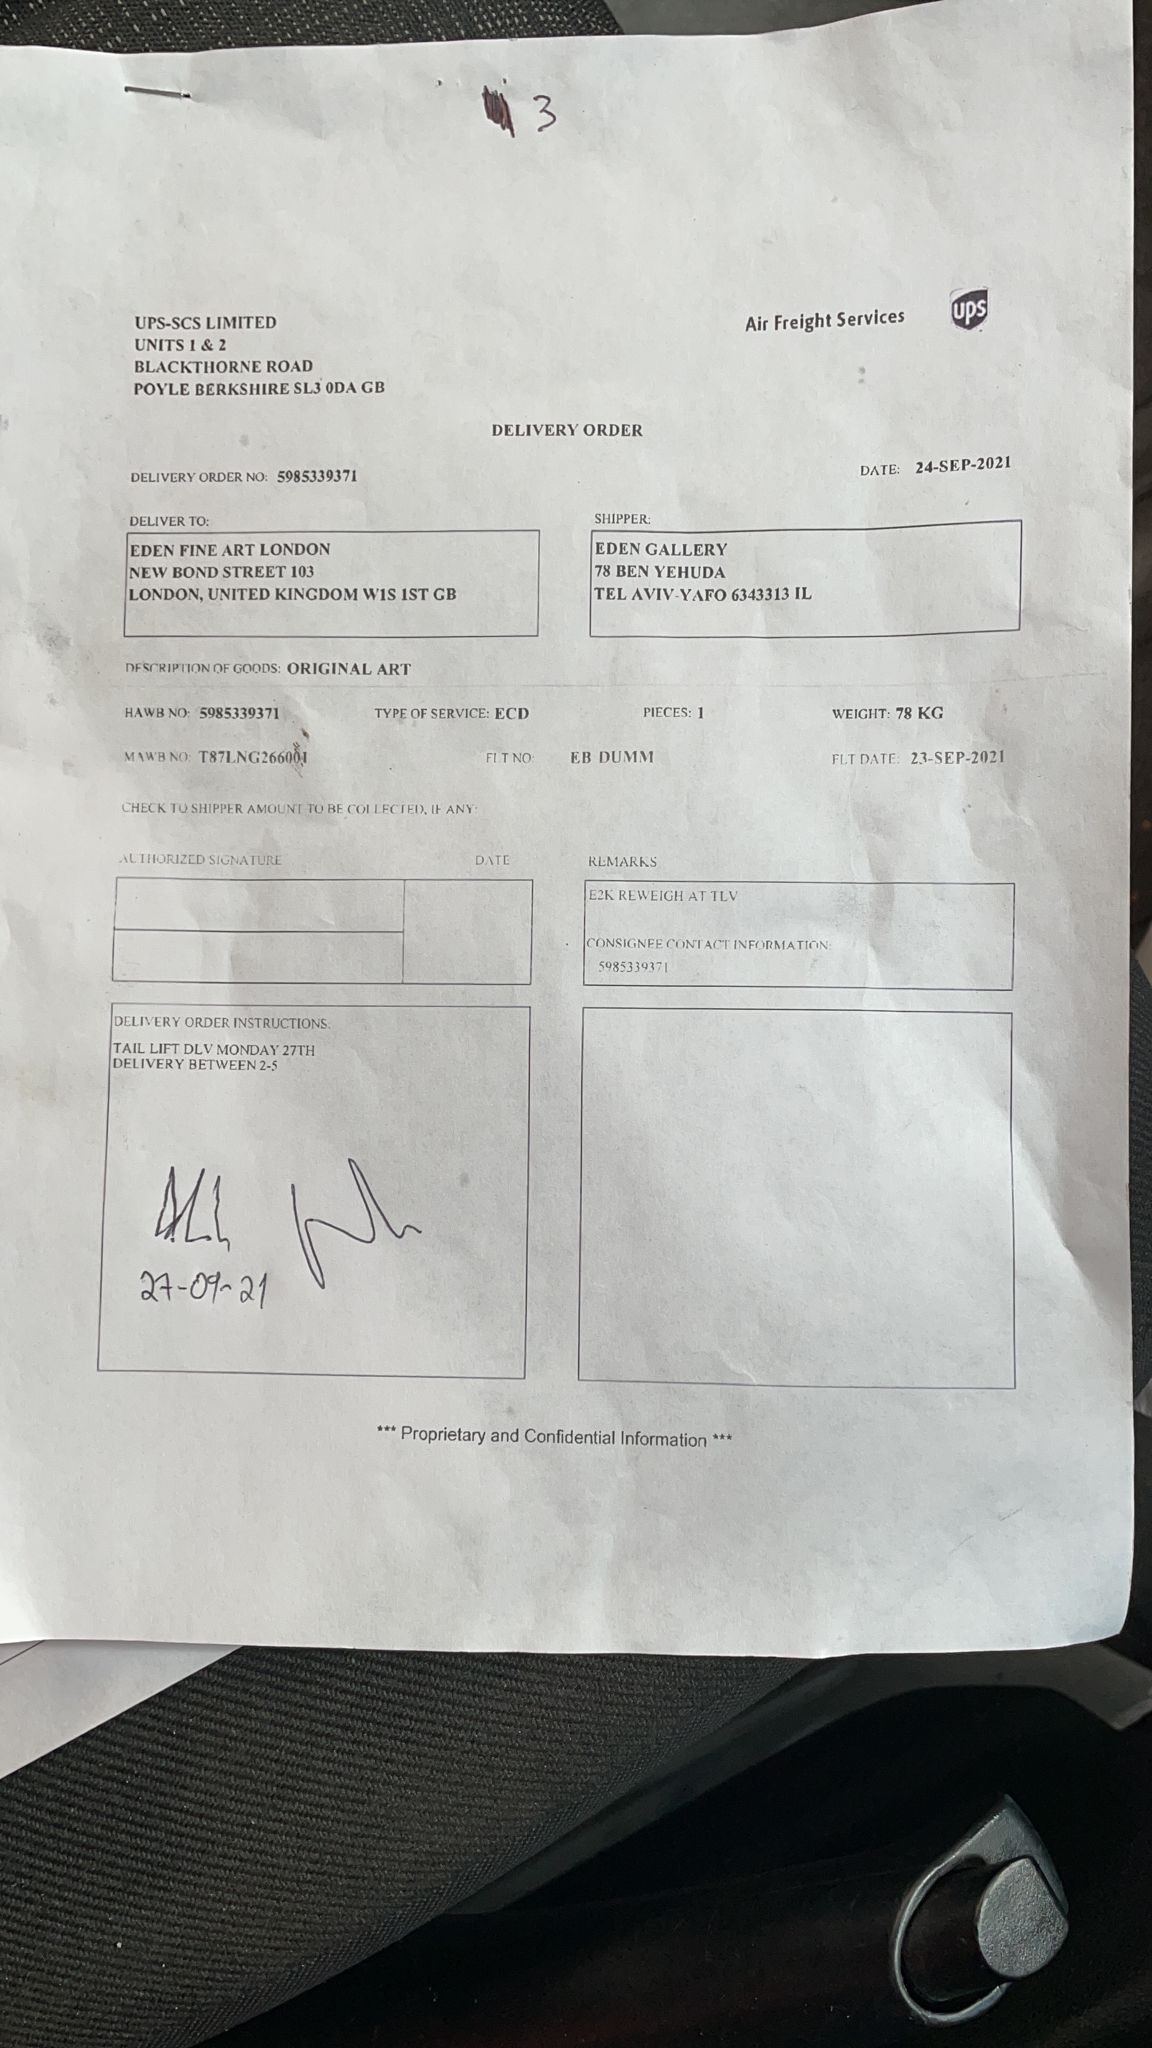 3
UPS-SCS LIMITED
UNITS 1 & 2
BLACKTHORNE ROAD
POYLE BERKSHIRE SL3 0DA GB
Air Freight Services
ups
DELIVERY ORDER
DELIVERY ORDER NO: 5985339371
DATE: 24-SEP-2021
DELIVER TO:
EDEN FINE ART LONDON
NEW BOND STREET 103
LONDON, UNITED KINGDOM W1S 1ST GB
SHIPPER:
EDEN GALLERY
78 BEN YEHUDA
TEL AVIV-YAFO 6343313 IL
DESCRIPTION OF GOODS: ORIGINAL ART
HAWB NO: 5985339371 TYPE OF SERVICE: ECD PIECES: 1 WEIGHT: 78 KG
MAWB NO: T87LNG266001 FLT NO: EB DUMM FLT DATE: 23-SEP-2021
CHECK TO SHIPPER AMOUNT TO BE COLLECTED, IF ANY:
AUTHORIZED SIGNATURE DATE
REMARKS
E2K REWEIGH AT TLV
CONSIGNEE CONTACT INFORMATION:
5985339371
DELIVERY ORDER INSTRUCTIONS:
TAIL LIFT DLV MONDAY 27TH
DELIVERY BETWEEN 2-5
27-09-21
*** Proprietary and Confidential Information ***